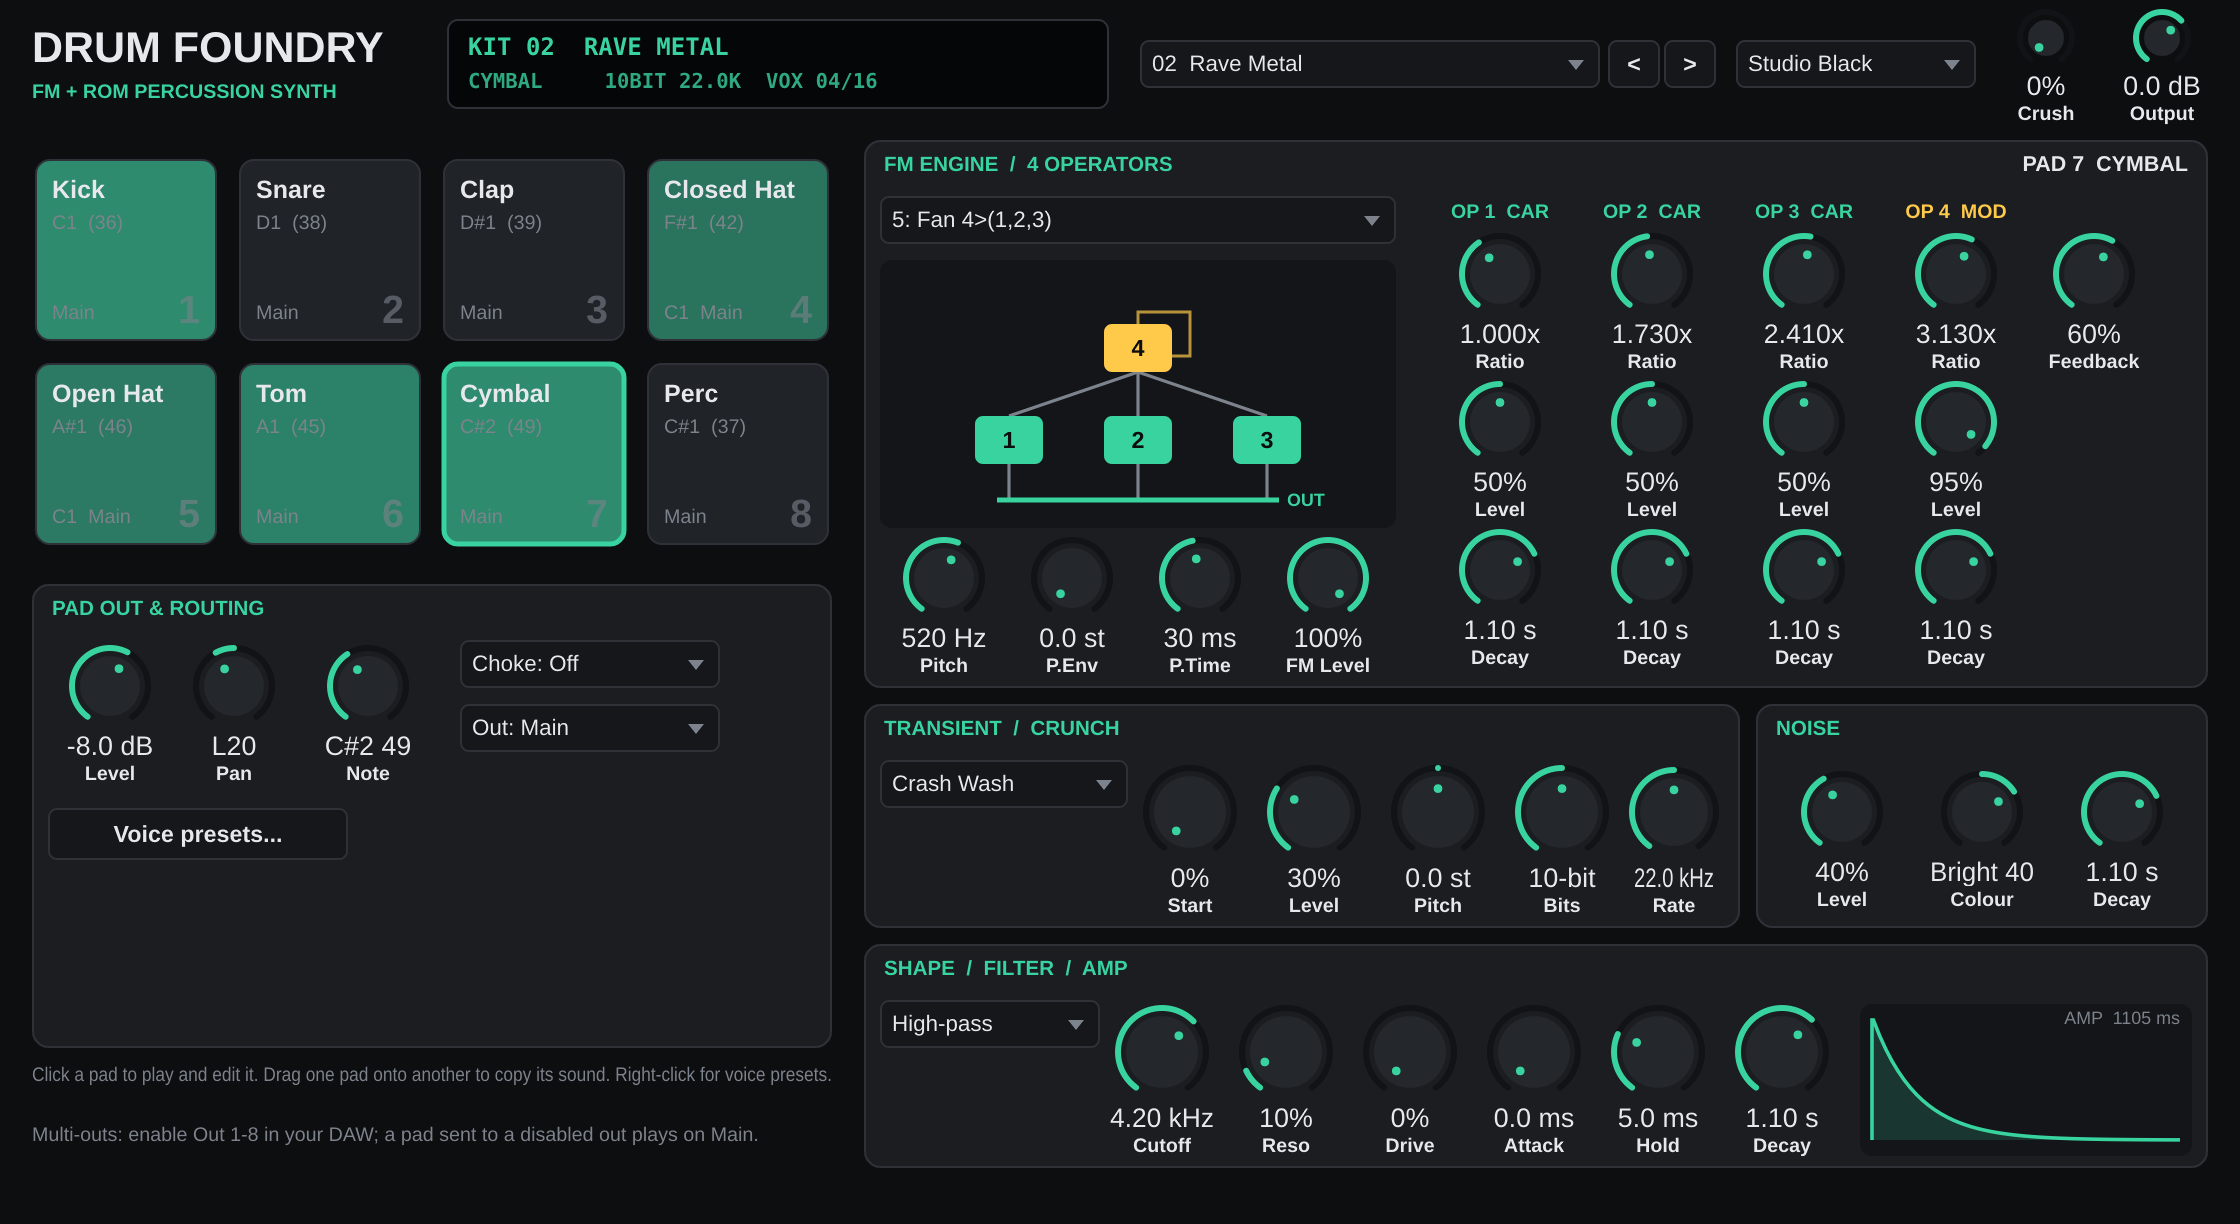 DRUM FOUNDRY
FM + ROM PERCUSSION SYNTH
KIT 02  RAVE METAL
CYMBAL     10BIT 22.0K  VOX 04/16
02  Rave Metal
<
>
Studio Black
0%
Crush
0.0 dB
Output
Kick
C1  (36)
Main
1
Snare
D1  (38)
Main
2
Clap
D#1  (39)
Main
3
Closed Hat
F#1  (42)
C1  Main
4
Open Hat
A#1  (46)
C1  Main
5
Tom
A1  (45)
Main
6
Cymbal
C#2  (49)
Main
7
Perc
C#1  (37)
Main
8
PAD OUT & ROUTING
-8.0 dB
Level
L20
Pan
C#2 49
Note
Choke: Off
Out: Main
Voice presets...
Click a pad to play and edit it. Drag one pad onto another to copy its sound. Right-click for voice presets.
Multi-outs: enable Out 1-8 in your DAW; a pad sent to a disabled out plays on Main.
FM ENGINE  /  4 OPERATORS
PAD 7  CYMBAL
5: Fan 4>(1,2,3)
4
1
2
3
OUT
520 Hz
Pitch
0.0 st
P.Env
30 ms
P.Time
100%
FM Level
OP 1  CAR
OP 2  CAR
OP 3  CAR
OP 4  MOD
1.000x
Ratio
1.730x
Ratio
2.410x
Ratio
3.130x
Ratio
60%
Feedback
50%
Level
50%
Level
50%
Level
95%
Level
1.10 s
Decay
1.10 s
Decay
1.10 s
Decay
1.10 s
Decay
TRANSIENT  /  CRUNCH
Crash Wash
0%
Start
30%
Level
0.0 st
Pitch
10-bit
Bits
22.0 kHz
Rate
NOISE
40%
Level
Bright 40
Colour
1.10 s
Decay
SHAPE  /  FILTER  /  AMP
High-pass
4.20 kHz
Cutoff
10%
Reso
0%
Drive
0.0 ms
Attack
5.0 ms
Hold
1.10 s
Decay
AMP  1105 ms